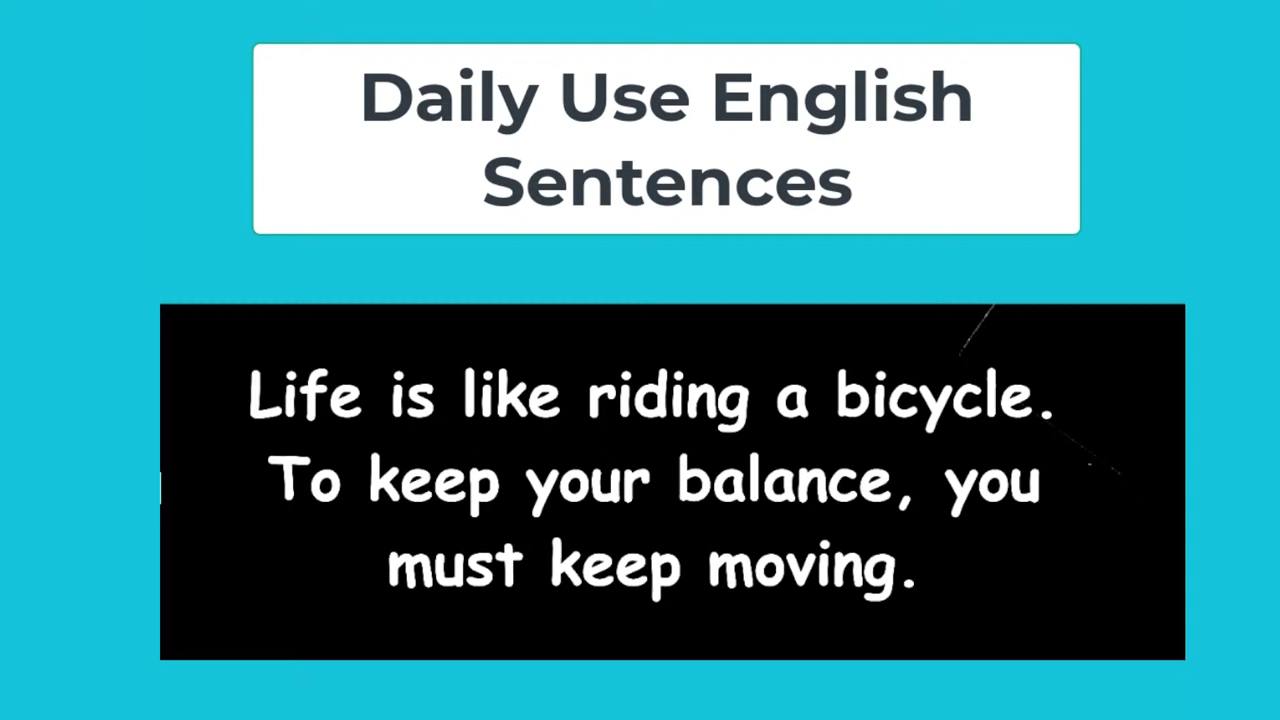 Daily Use English
Sentences
Life is like riding a bicycle.
To keep your balance, you
must keep moving.